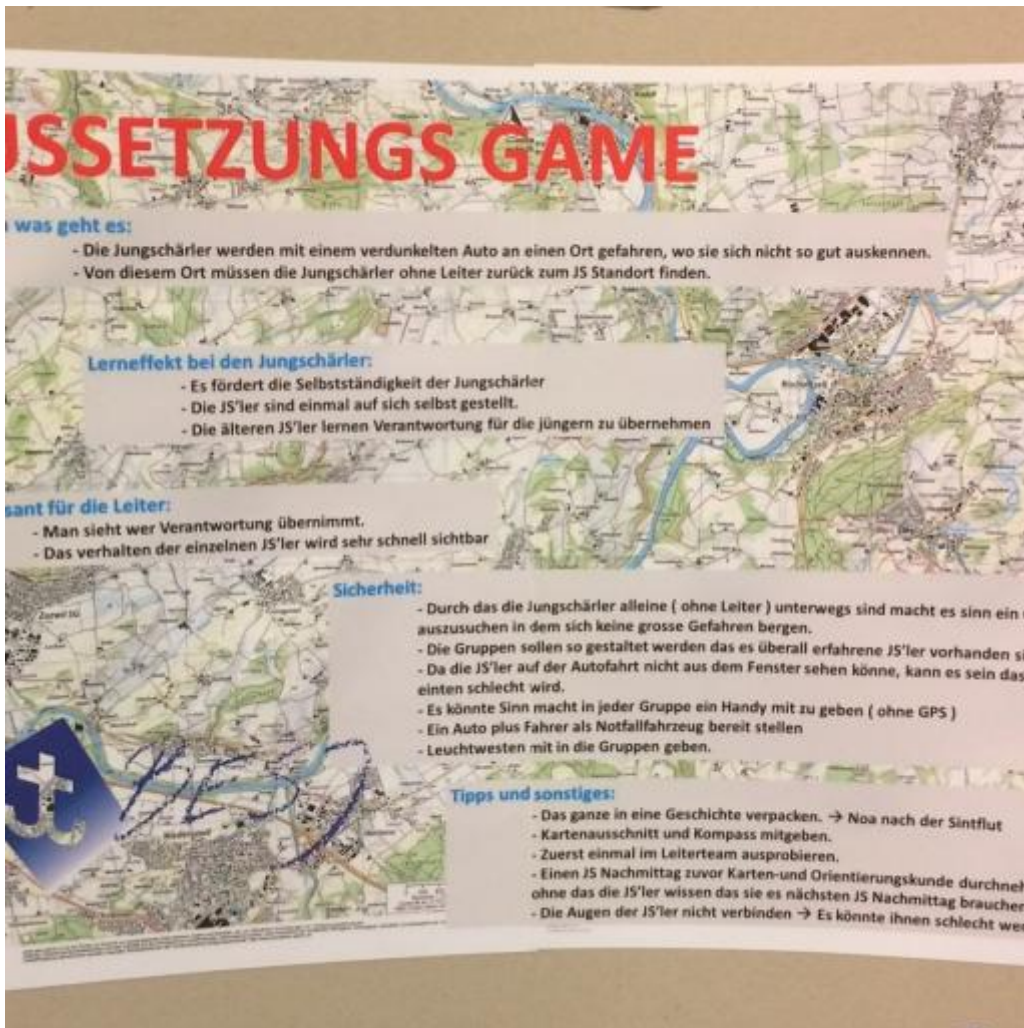 USSETZUNGS GAME
was geht es:
- Die Jungschärler werden mit einem verdunkelten Auto an einen Ort gefahren, wo sie sich nicht so gut auskennen.
- Von diesem Ort müssen die Jungschärler ohne Leiter zurück zum JS Standort finden.
Lerneffekt bei den Jungschärler:
- Es fördert die Selbstständigkeit der Jungschärler
- Die JS'ler sind einmal auf sich selbst gestellt.
- Die älteren JS'ler lernen Verantwortung für die jüngern zu übernehmen
sant für die Leiter:
- Man sieht wer Verantwortung übernimmt.
- Das verhalten der einzelnen JS'ler wird sehr schnell sichtbar
Sicherheit:
- Durch das die Jungschärler alleine ( ohne Leiter ) unterwegs sind macht es sinn ein
auszusuchen in dem sich keine grosse Gefahren bergen.
- Die Gruppen sollen so gestaltet werden das es überall erfahrene JS'ler vorhanden si
- Da die JS'ler auf der Autofahrt nicht aus dem Fenster sehen könne, kann es sein das
einten schlecht wird.
- Es könnte Sinn macht in jeder Gruppe ein Handy mit zu geben ( ohne GPS )
- Ein Auto plus Fahrer als Notfallfahrzeug bereit stellen
- Leuchtwesten mit in die Gruppen geben.
BESJ
Tipps und sonstiges:
- Das ganze in eine Geschichte verpacken. → Noa nach der Sintflut
- Kartenausschnitt und Kompass mitgeben.
- Zuerst einmal im Leiterteam ausprobieren.
- Einen JS Nachmittag zuvor Karten-und Orientierungskunde durchneh
ohne das die JS'ler wissen das sie es nächsten JS Nachmittag brauchen
- Die Augen der JS'ler nicht verbinden → Es könnte ihnen schlecht wer